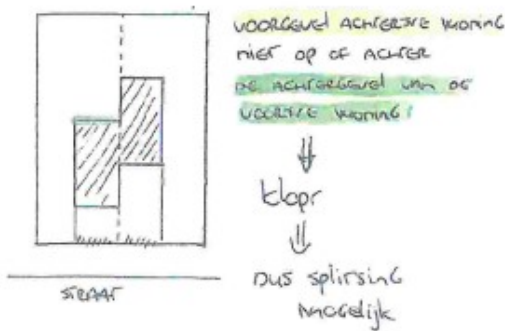 VOORGEVEL ACHTERSTE WONING
NIET OP OF ACHTER
DE ACHTERGEVEL VAN DE
VOORSTE WONING!
klopt
DUS splitsing
MOGELIJK
STRAAT